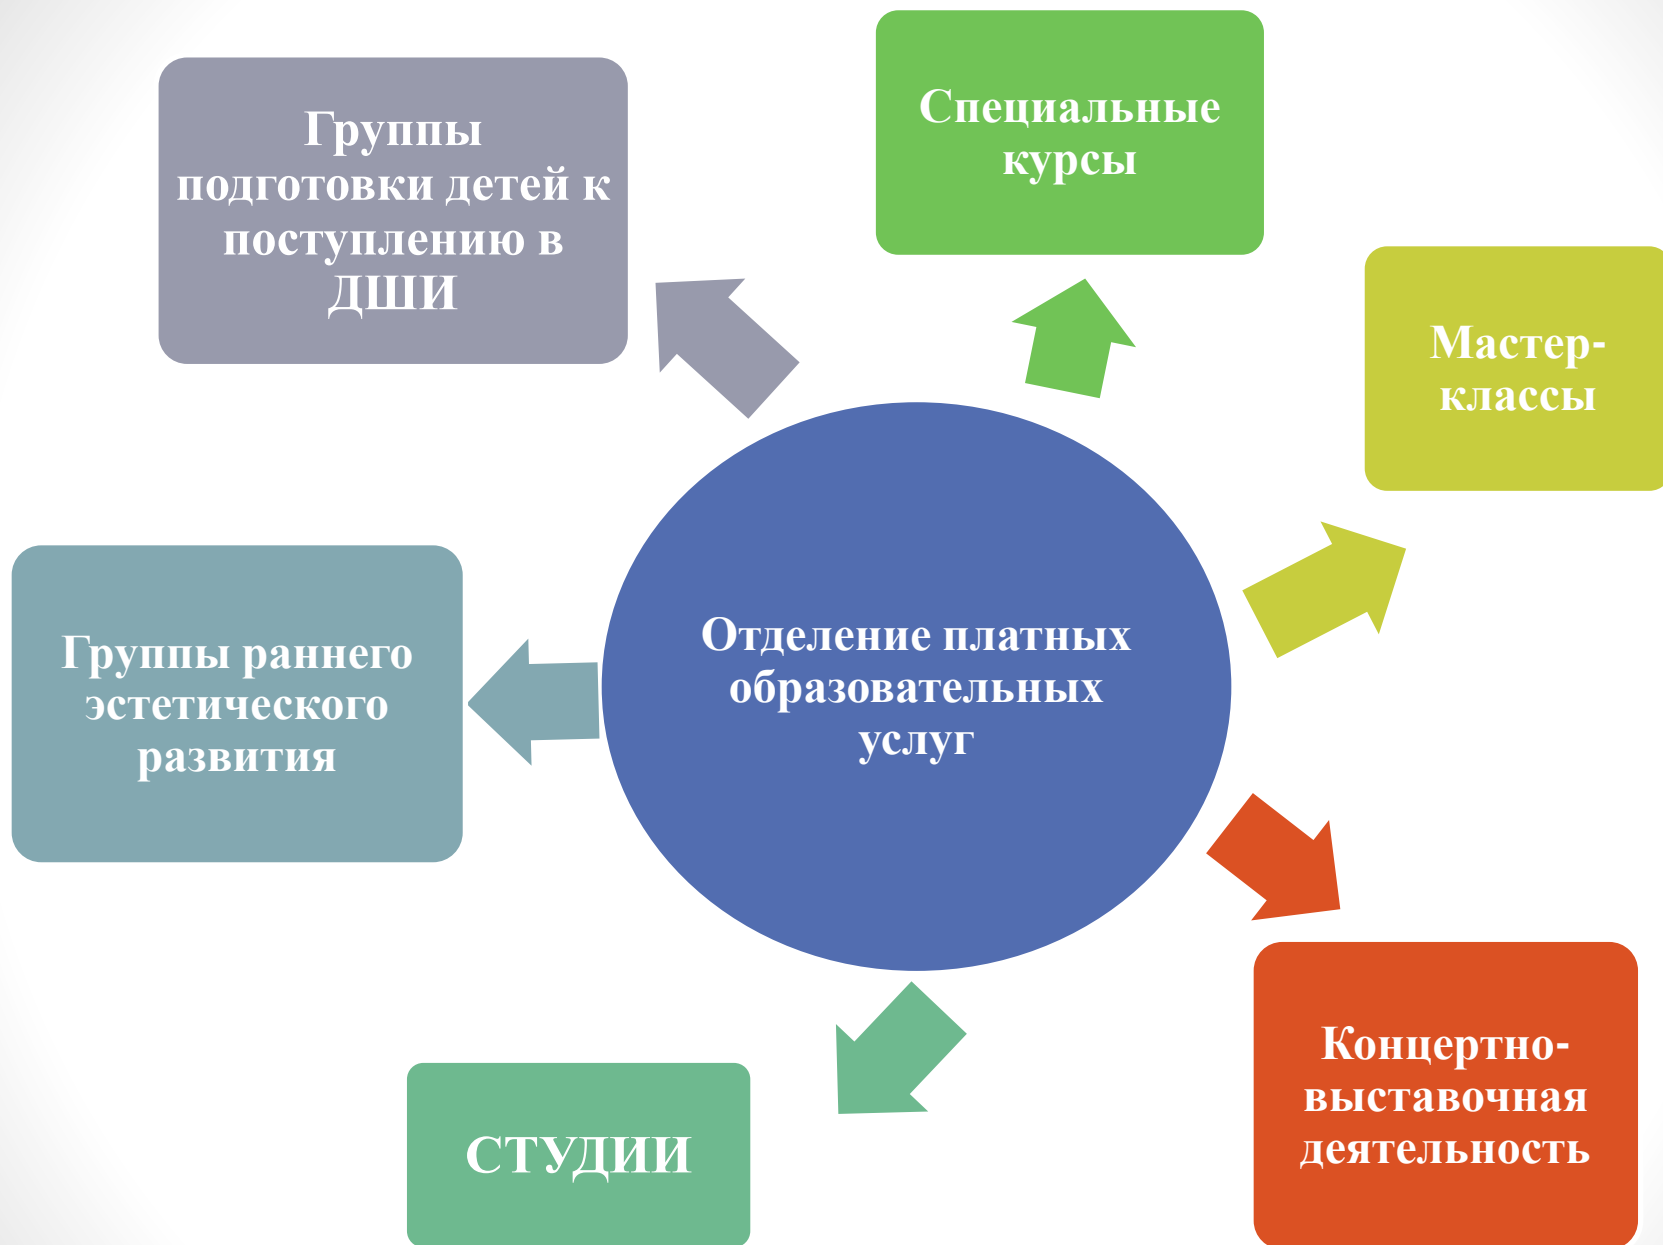 Специальные
курсы
Группы
подготовки детей к
поступлению в
ДШИ
Мастер-
классы
Отделение платных
образовательных
услуг
Группы раннего
эстетического
развития
Концертно-
выставочная
деятельность
СТУДИИ